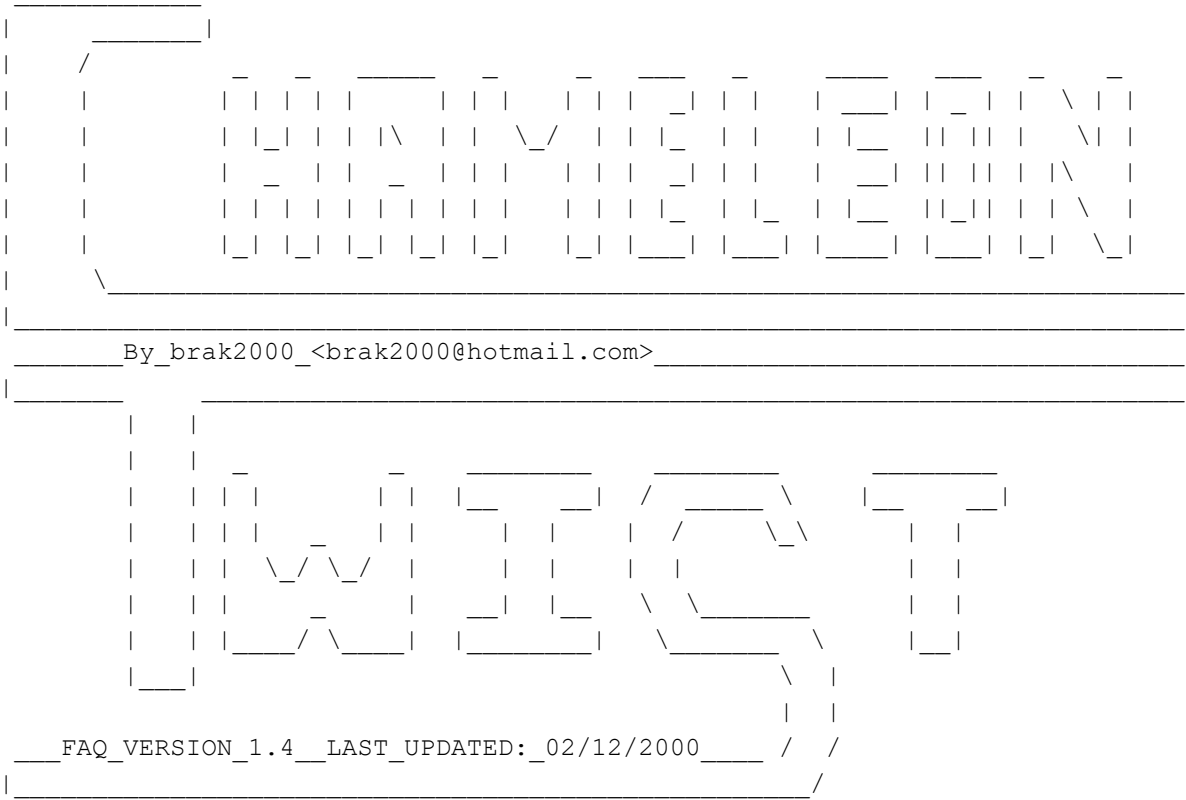 CHAMELEON
By_brak2000_<brak2000@hotmail.com>
TWIST
FAQ_VERSION_1.4__LAST_UPDATED:_02/12/2000